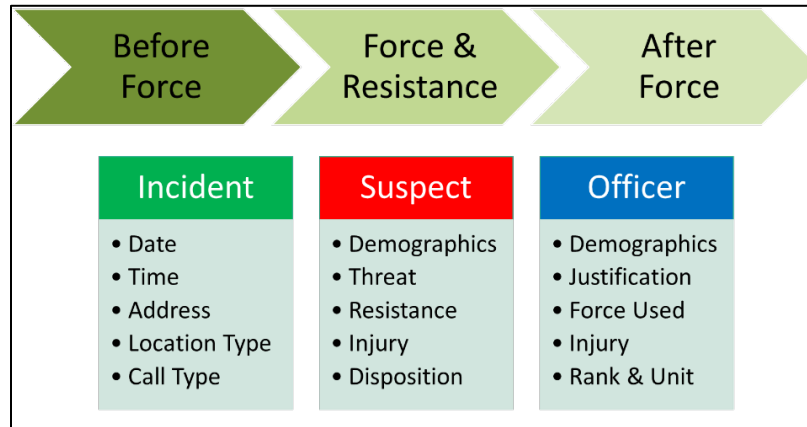 Before
Force
Force &
Resistance
After
Force
Incident
• Date
• Time
• Address
• Location Type
• Call Type
Suspect
• Demographics
• Threat
• Resistance
• Injury
• Disposition
Officer
• Demographics
• Justification
• Force Used
• Injury
• Rank & Unit